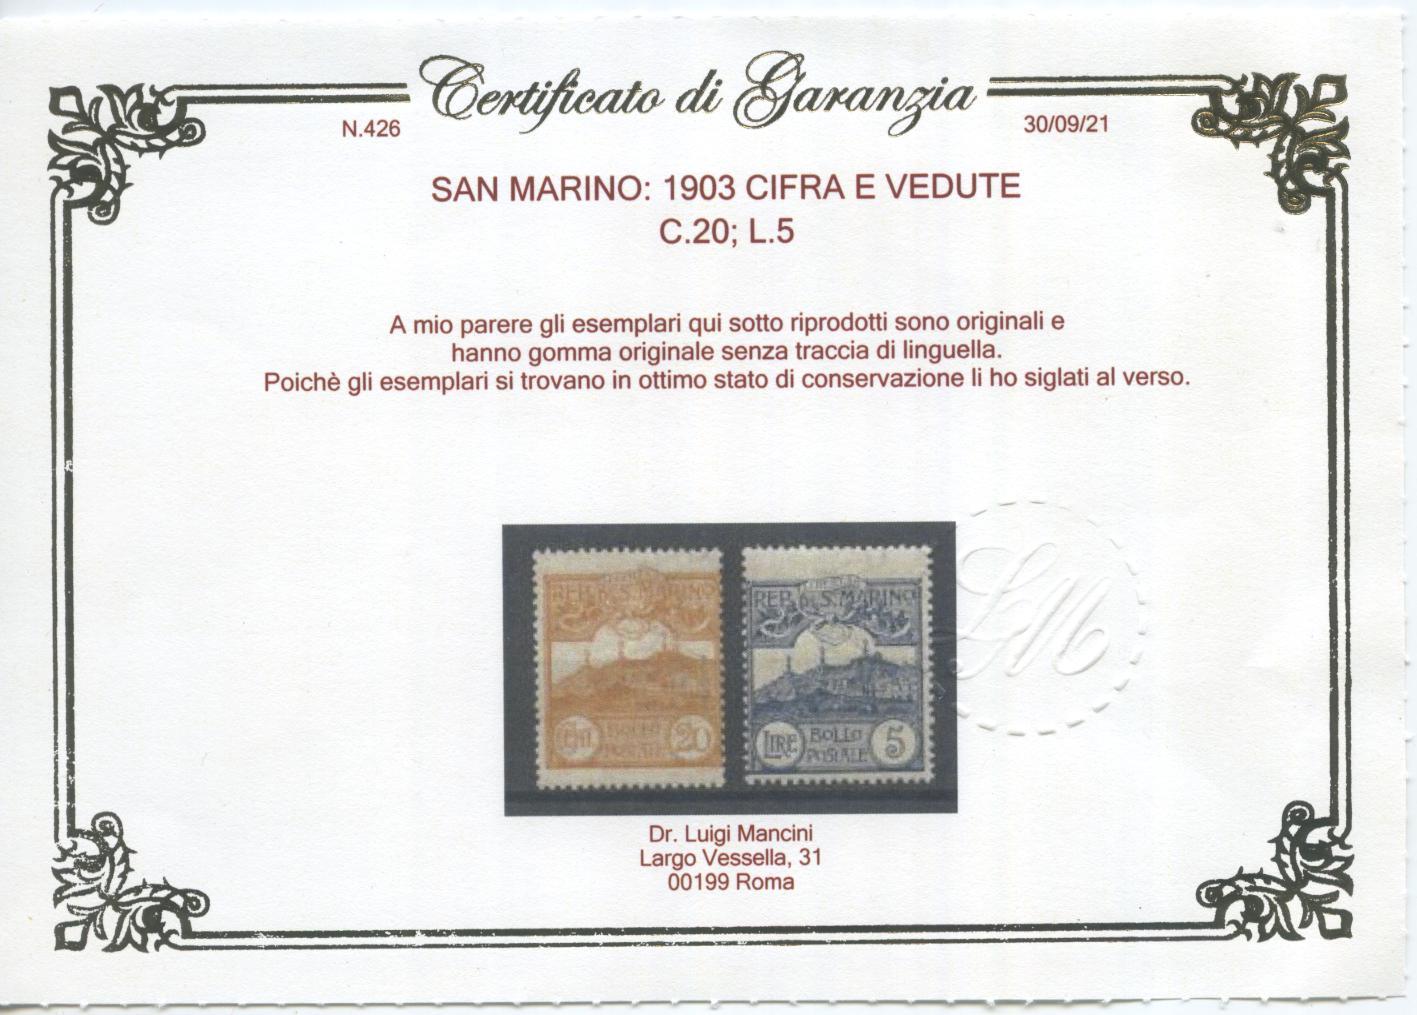 Certificato di Garanzia
N.426
30/09/21
SAN MARINO: 1903 CIFRA E VEDUTE
C.20; L.5
A mio parere gli esemplari qui sotto riprodotti sono originali e
hanno gomma originale senza traccia di linguella.
Poichè gli esemplari si trovano in ottimo stato di conservazione li ho siglati al verso.
REP. DI S. MARINO
BOLLO
POSTALE
20
REP. DI S. MARINO
LIRE
BOLLO
POSTALE
5
LM
Dr. Luigi Mancini
Largo Vessella, 31
00199 Roma